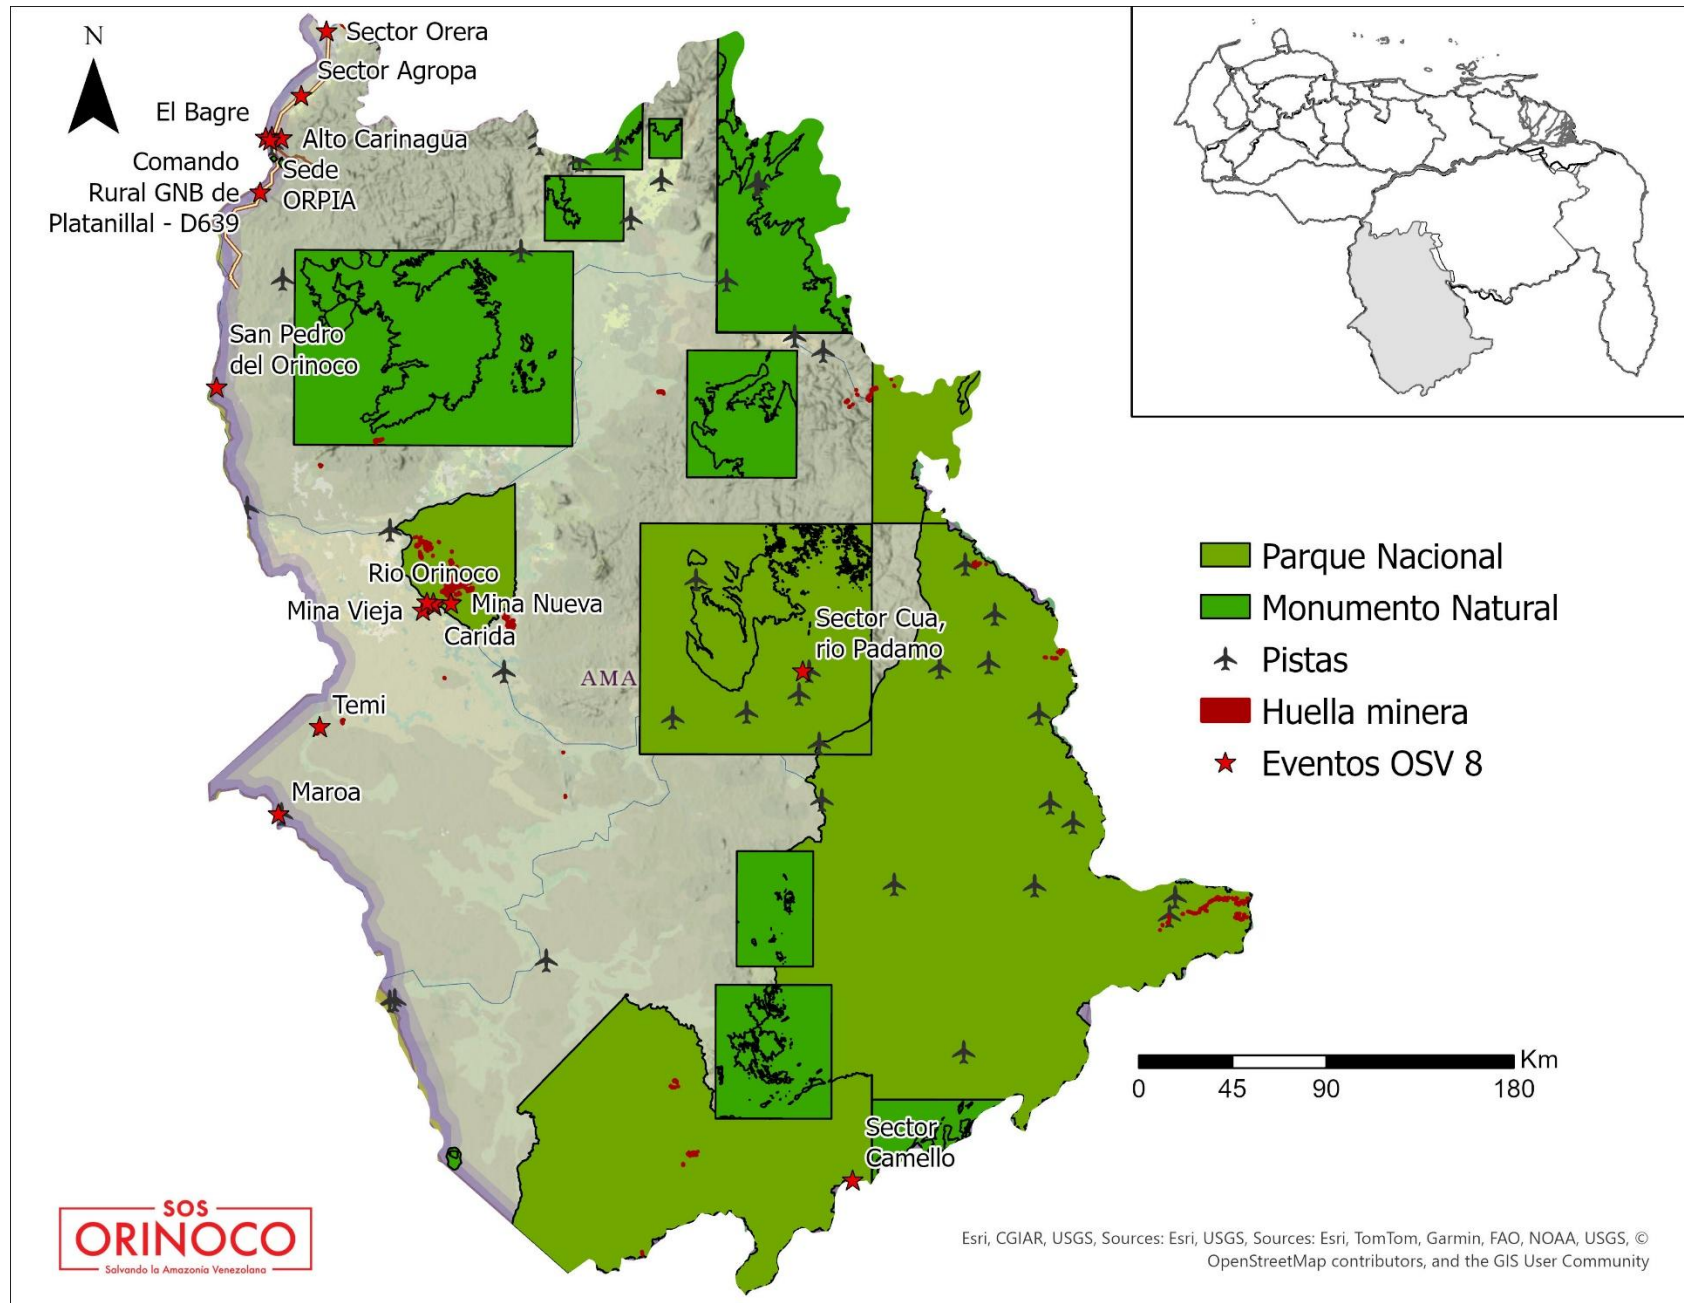 N
Sector Orera
Sector Agropa
El Bagre
Alto Carinagua
Comando
Rural GNB de
Platanillal - D639
Sede
ORPIA
San Pedro
del Orinoco
Rio Orinoco
Mina Vieja
Mina Nueva
Carida
Sector Cua,
rio Padamo
AMA
Temi
Maroa
Sector
Camello
Parque Nacional
Monumento Natural
Pistas
Huella minera
Eventos OSV 8
Km
0 45 90 180
SOS
ORINOCO
Salvando la Amazonía Venezolana
Esri, CGIAR, USGS, Sources: Esri, USGS, Sources: Esri, TomTom, Garmin, FAO, NOAA, USGS, ©
OpenStreetMap contributors, and the GIS User Community